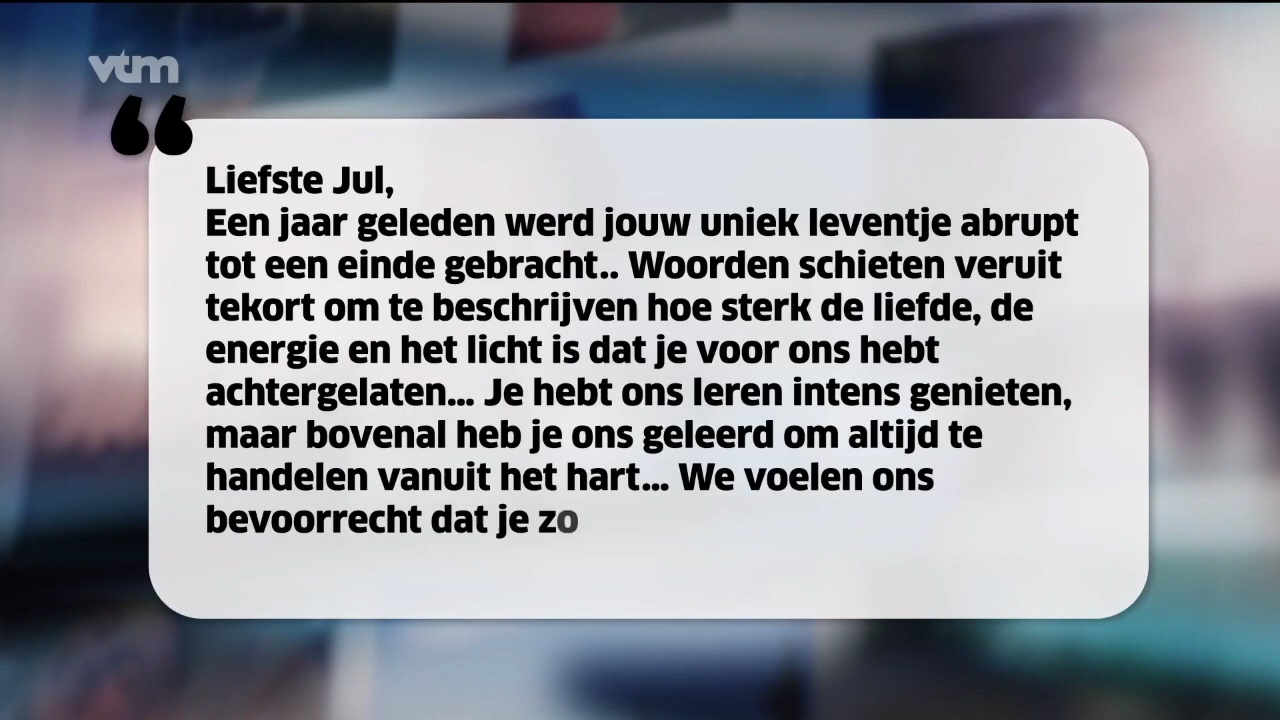 vtm
“
Liefste Jul,
Een jaar geleden werd jouw uniek leventje abrupt
tot een einde gebracht.. Woorden schieten veruit
tekort om te beschrijven hoe sterk de liefde, de
energie en het licht is dat je voor ons hebt
achtergelaten... Je hebt ons leren intens genieten,
maar bovenal heb je ons geleerd om altijd te
handelen vanuit het hart... We voelen ons
bevoorrecht dat je zo